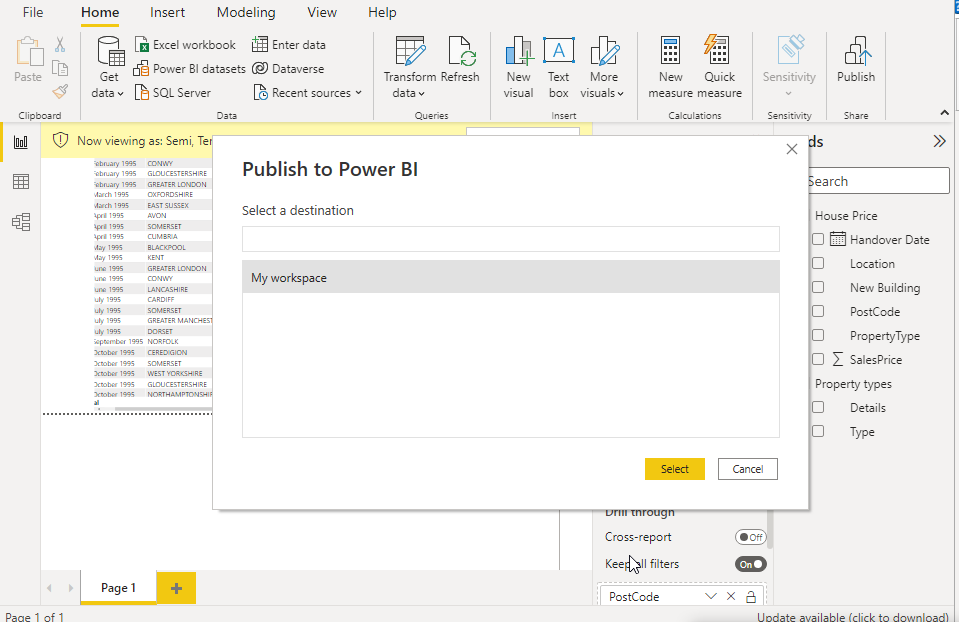 File Home Insert Modeling View Help
Paste
Clipboard
Get data
Excel workbook
Power BI datasets
SQL Server
Enter data
Dataverse
Recent sources
Data
Transform data
Refresh
Queries
New visual
Text box
More visuals
Insert
New measure
Quick measure
Calculations
Sensitivity
Sensitivity
Publish
Share
Now viewing as: Semi, Ter
ebruary 1995 CONWY
ebruary 1995 GLOUCESTERSHIRE
ebruary 1995 GREATER LONDON
March 1995 OXFORDSHIRE
March 1995 EAST SUSSEX
April 1995 AVON
April 1995 SOMERSET
April 1995 CUMBRIA
May 1995 BLACKPOOL
May 1995 KENT
une 1995 GREATER LONDON
une 1995 CONWY
une 1995 LANCASHIRE
uly 1995 CARDIFF
uly 1995 SOMERSET
uly 1995 GREATER MANCHEST
uly 1995 DORSET
September 1995 NORFOLK
October 1995 CEREDIGION
October 1995 SOMERSET
October 1995 WEST YORKSHIRE
October 1995 GLOUCESTERSHIRE
October 1995 NORTHAMPTONSHIR
al
Publish to Power BI
Select a destination
My workspace
Select Cancel
ds
Search
House Price
Handover Date
Location
New Building
PostCode
PropertyType
SalesPrice
Property types
Details
Type
Drill through
Cross-report Off
Keep all filters On
PostCode
Page 1
Page 1 of 1
Update available (click to download)